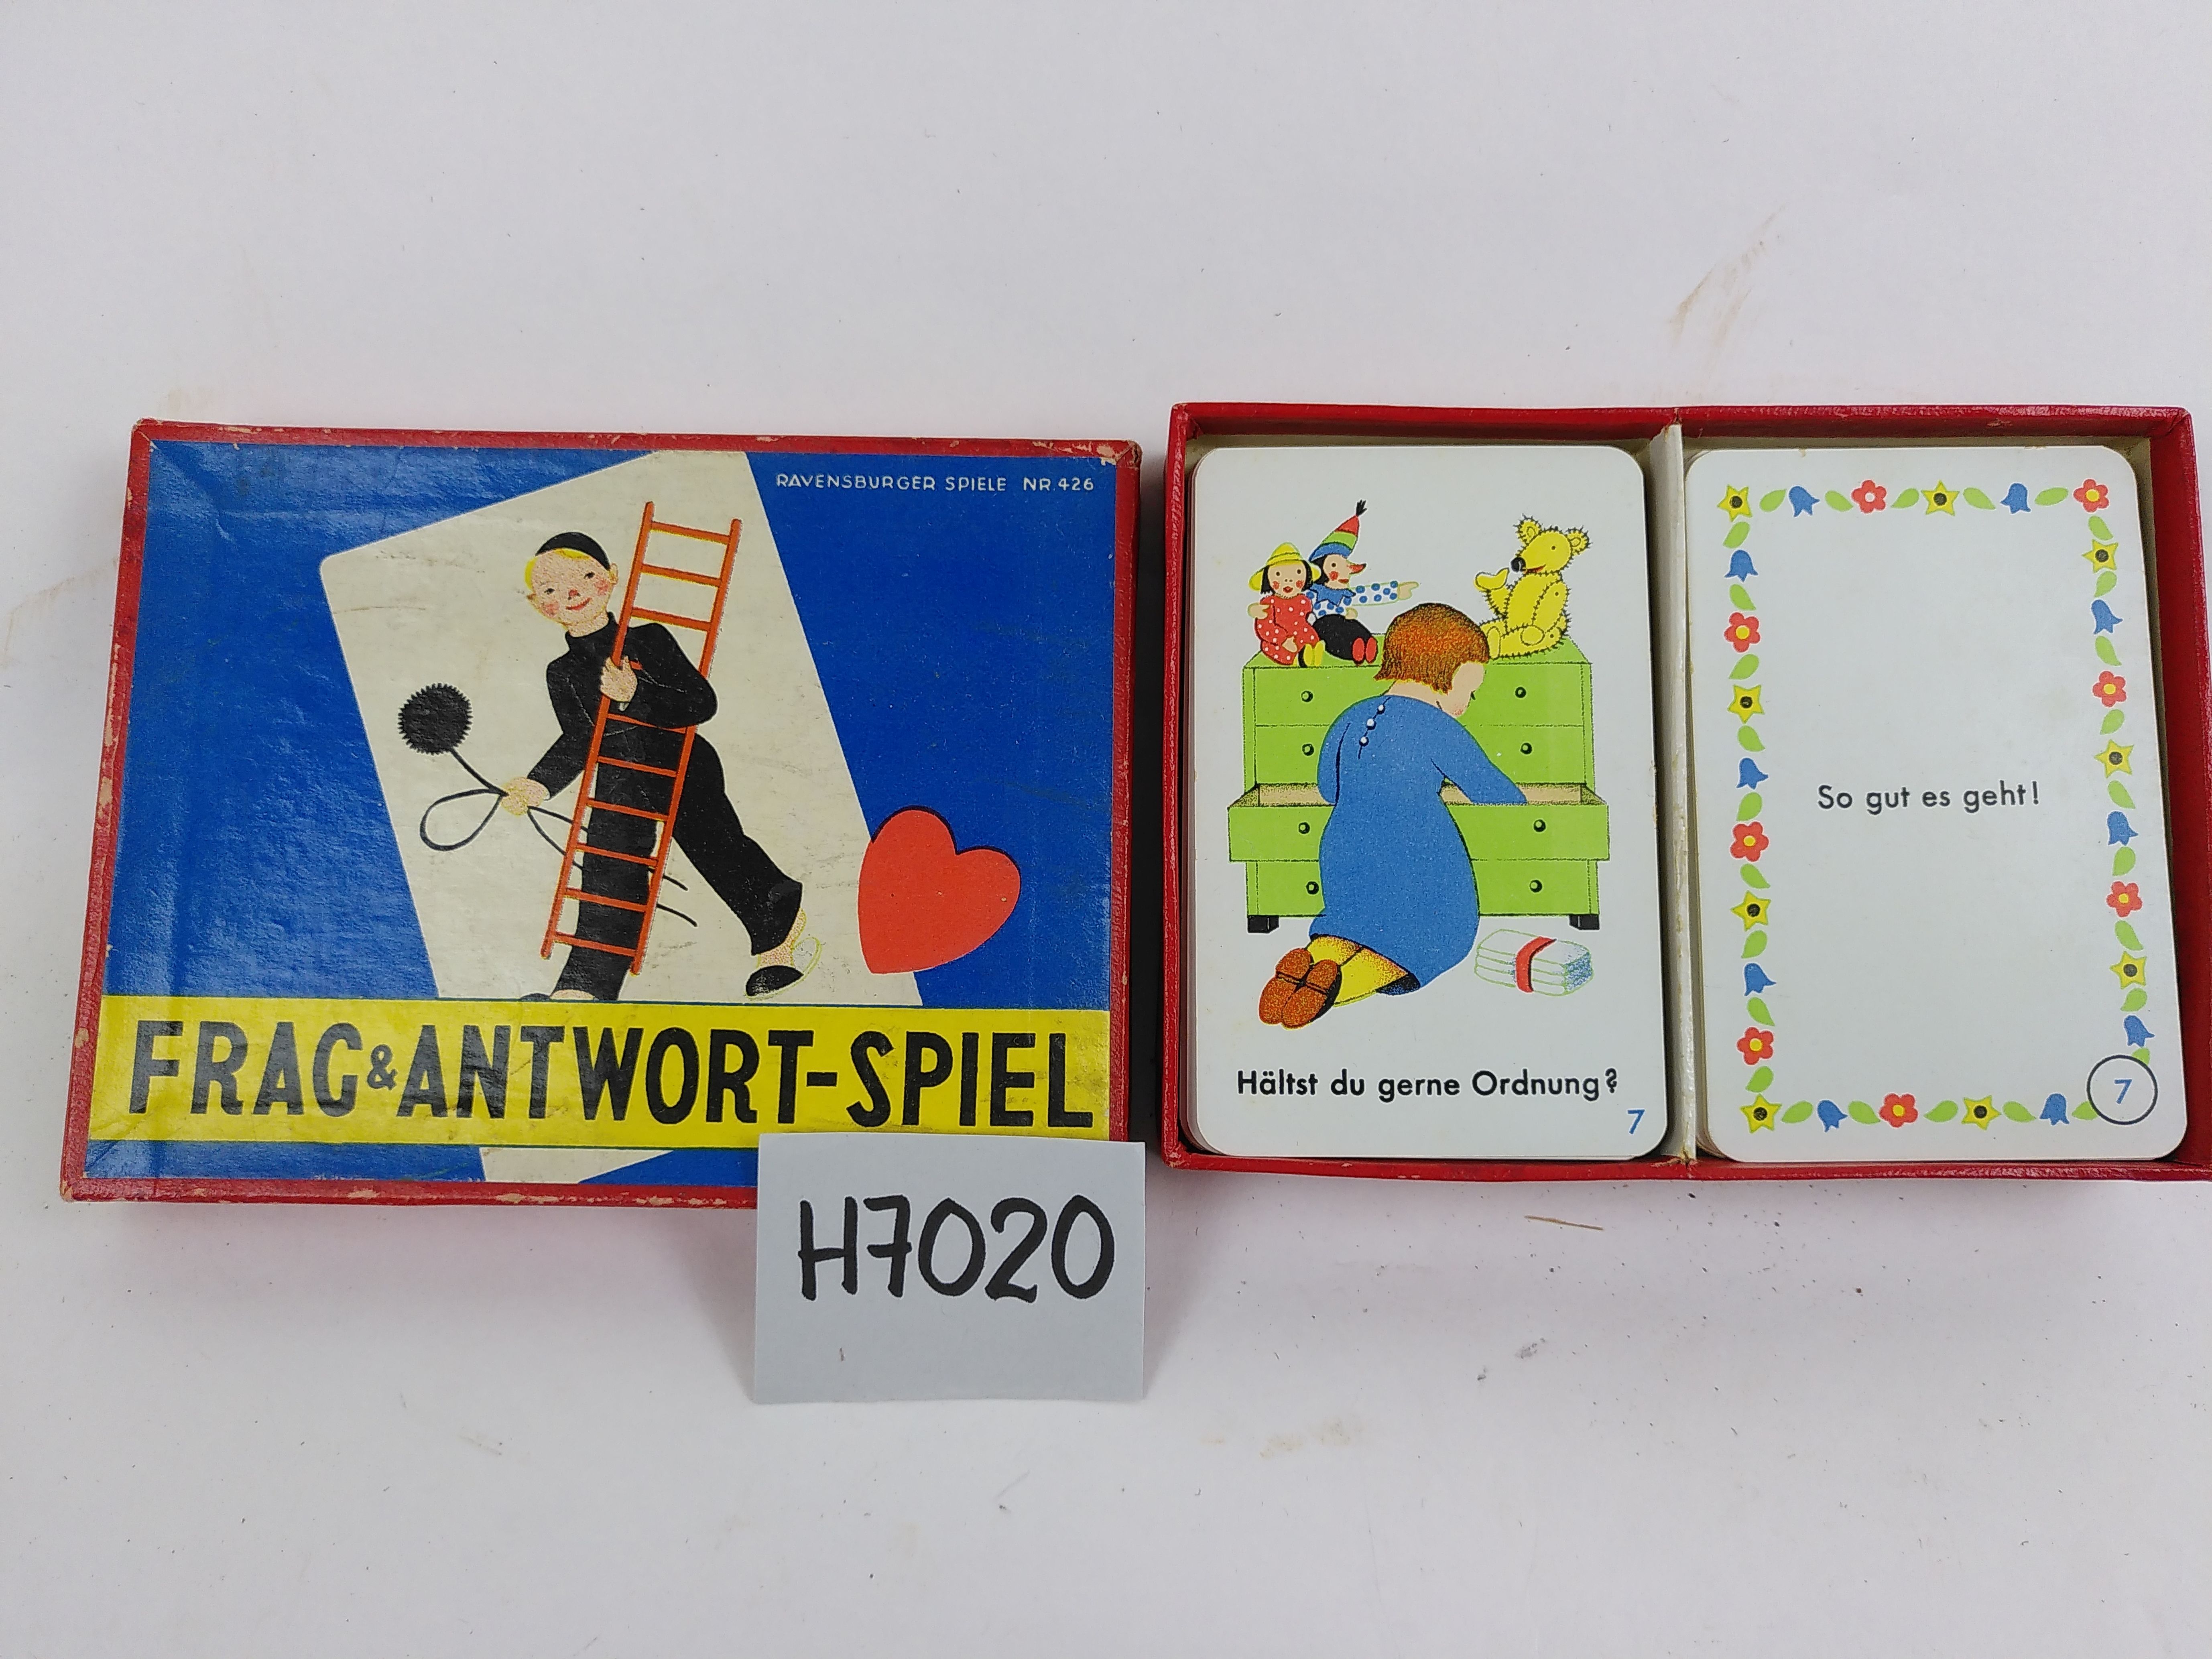 RAVENSBURGER SPIELE NR. 426
FRAG & ANTWORT-SPIEL
H7020
Hältst du gerne Ordnung?
7
So gut es geht!
7